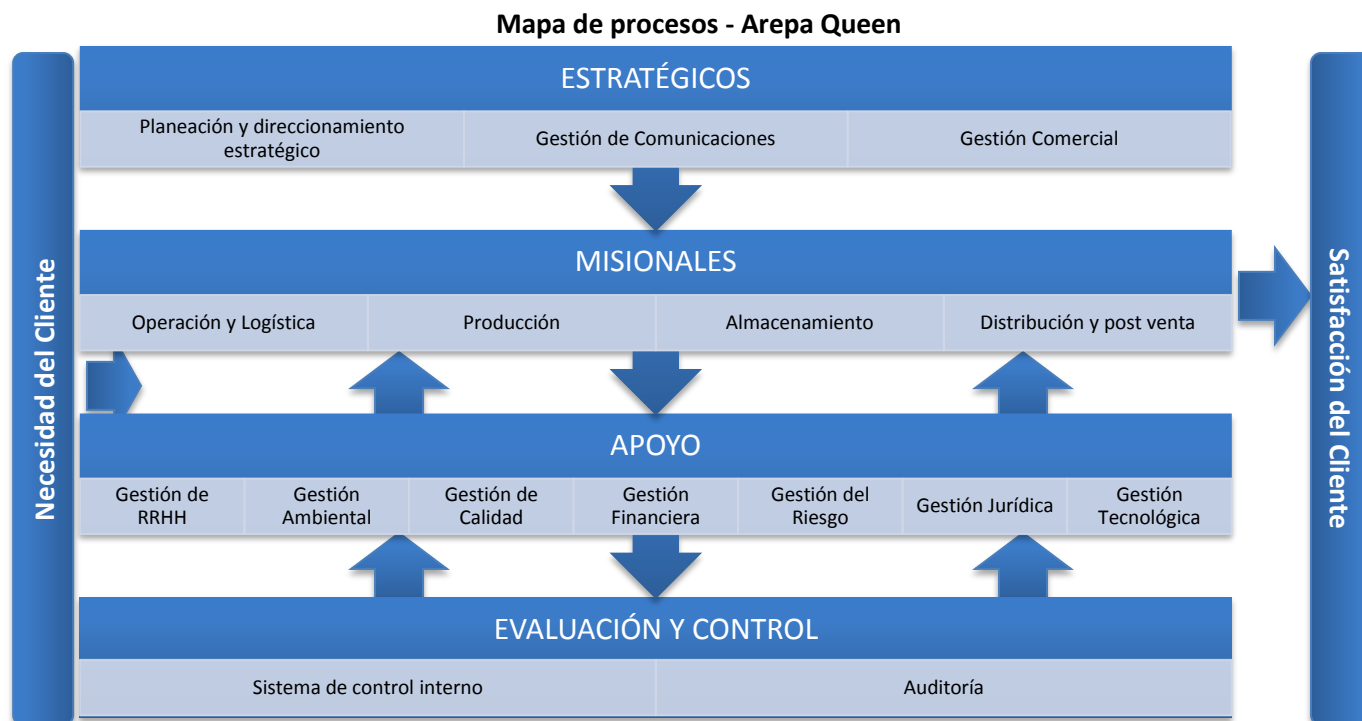 Mapa de procesos - Arepa Queen
Necesidad del Cliente
ESTRATÉGICOS
Planeación y direccionamiento
estratégico
Gestión de Comunicaciones
Gestión Comercial
MISIONALES
Operación y Logística
Producción
Almacenamiento
Distribución y post venta
APOYO
Gestión de
RRHH
Gestión
Ambiental
Gestión de
Calidad
Gestión
Financiera
Gestión del
Riesgo
Gestión Jurídica
Gestión
Tecnológica
EVALUACIÓN Y CONTROL
Sistema de control interno
Auditoría
Satisfacción del Cliente